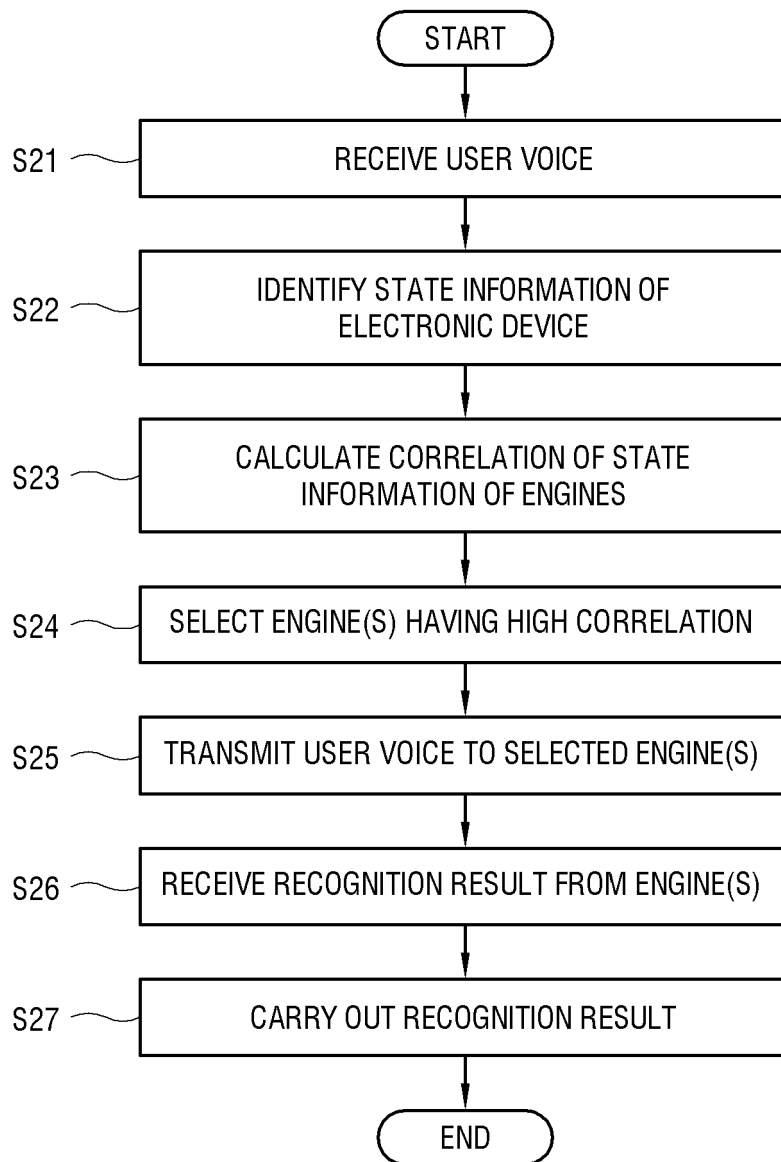 START
S21
RECEIVE USER VOICE
S22
IDENTIFY STATE INFORMATION OF
ELECTRONIC DEVICE
S23
CALCULATE CORRELATION OF STATE
INFORMATION OF ENGINES
S24
SELECT ENGINE(S) HAVING HIGH CORRELATION
S25
TRANSMIT USER VOICE TO SELECTED ENGINE(S)
S26
RECEIVE RECOGNITION RESULT FROM ENGINE(S)
S27
CARRY OUT RECOGNITION RESULT
END